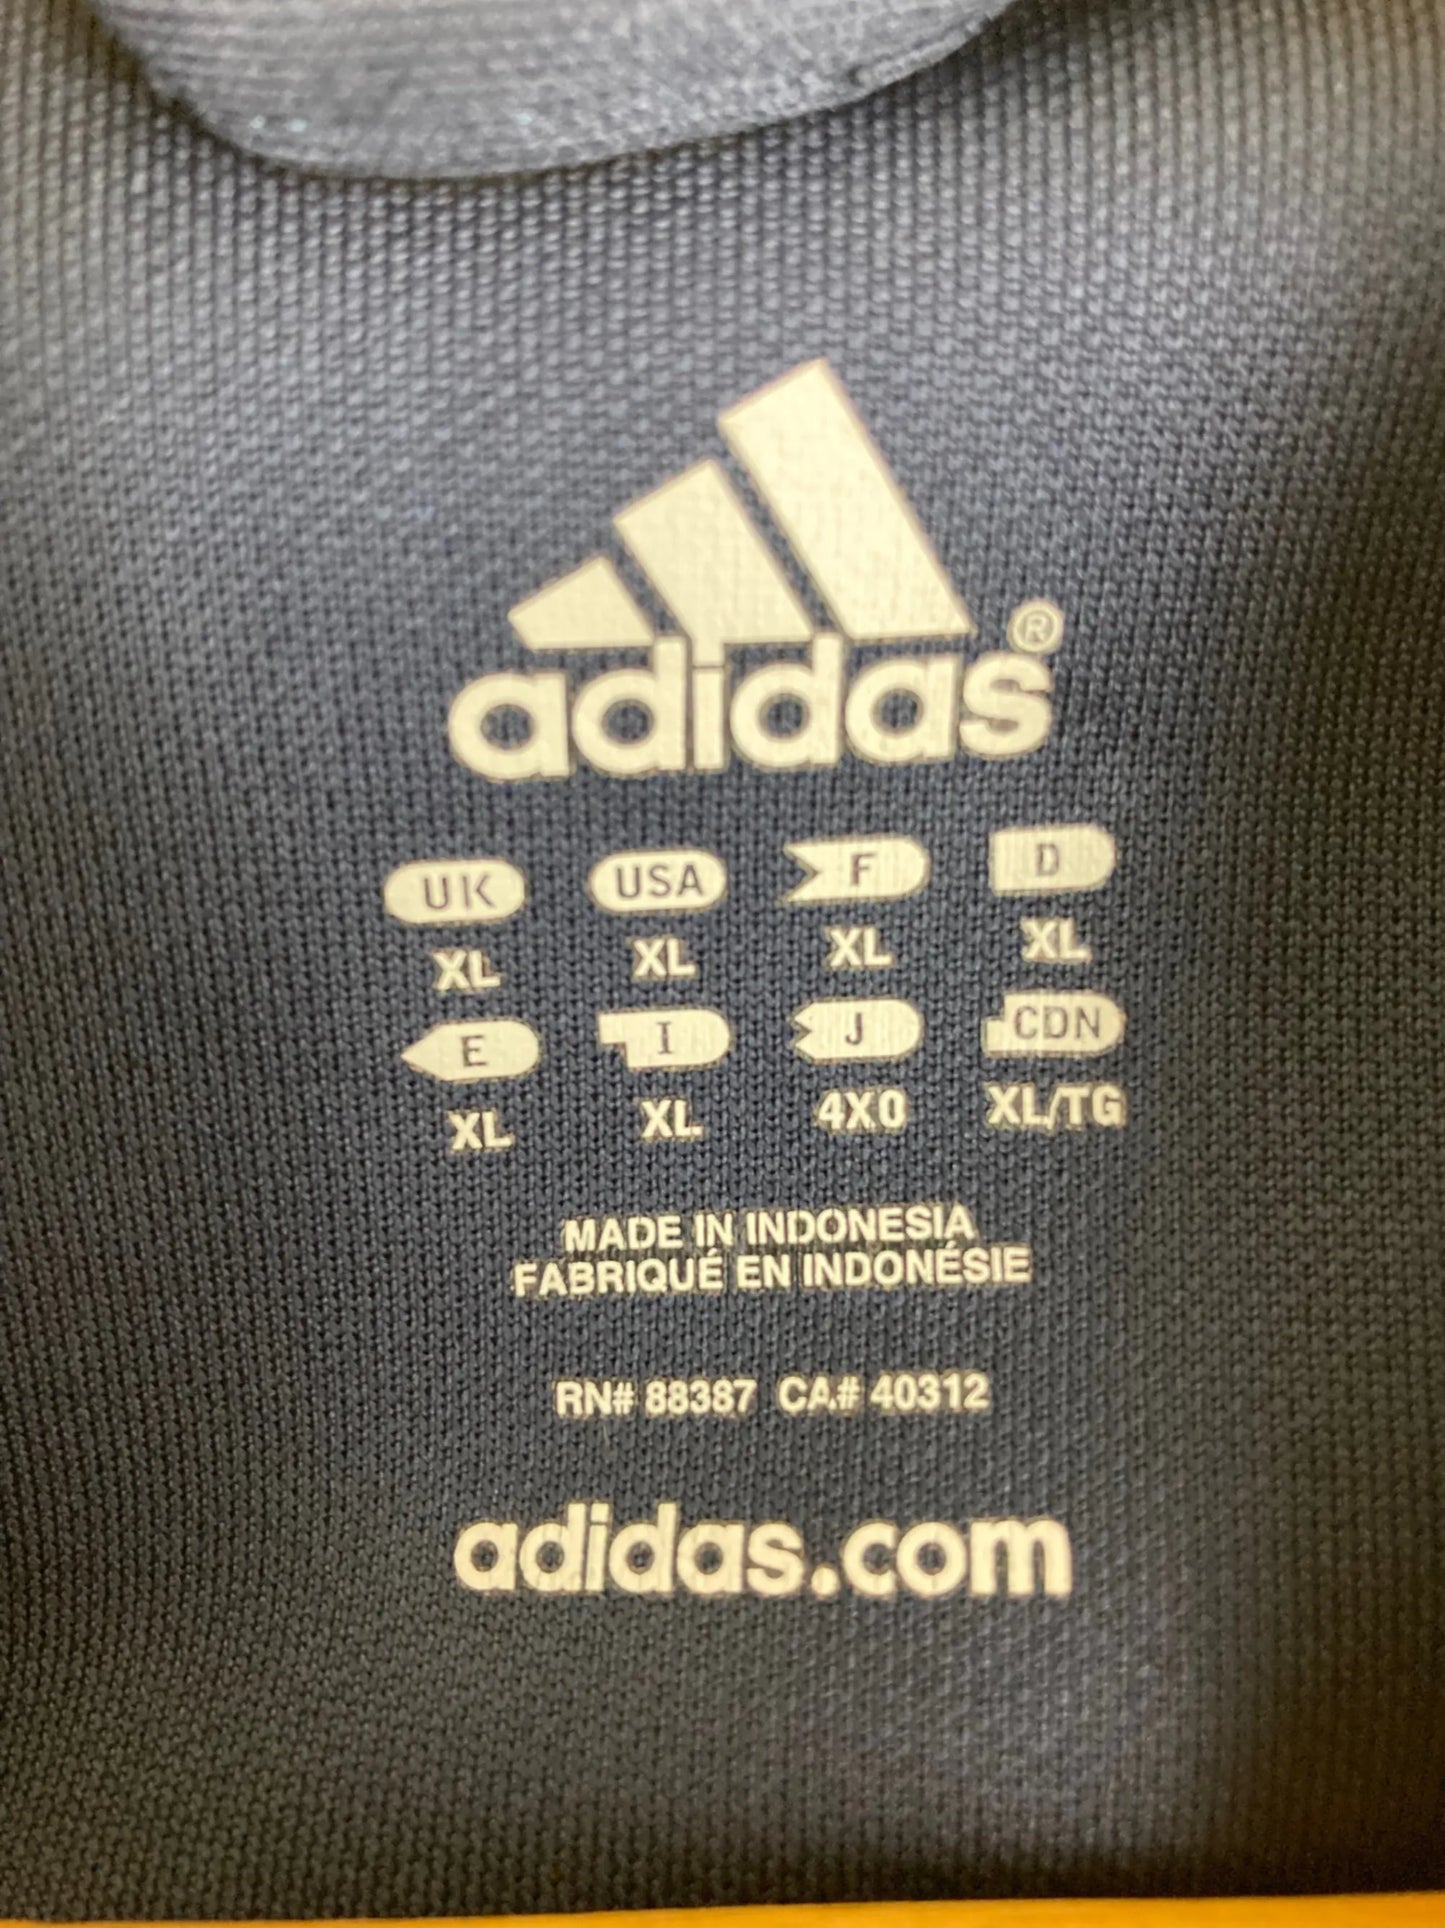 adidas®
UK USA F D
XL XL XL XL
E I J CDN
XL XL 4XO XL/TG
MADE IN INDONESIA
FABRIQUÉ EN INDONÉSIE
RN# 88387 CA# 40312
adidas.com